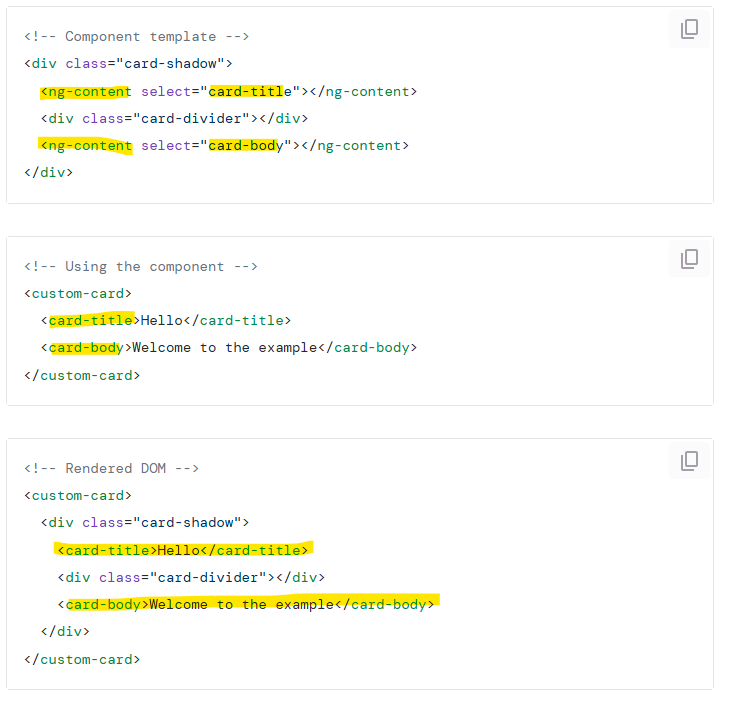 <!-- Component template -->
<div class="card-shadow">
  <ng-content select="card-title"></ng-content>
  <div class="card-divider"></div>
  <ng-content select="card-body"></ng-content>
</div>
<!-- Using the component -->
<custom-card>
  <card-title>Hello</card-title>
  <card-body>Welcome to the example</card-body>
</custom-card>
<!-- Rendered DOM -->
<custom-card>
  <div class="card-shadow">
    <card-title>Hello</card-title>
    <div class="card-divider"></div>
    <card-body>Welcome to the example</card-body>
  </div>
</custom-card>